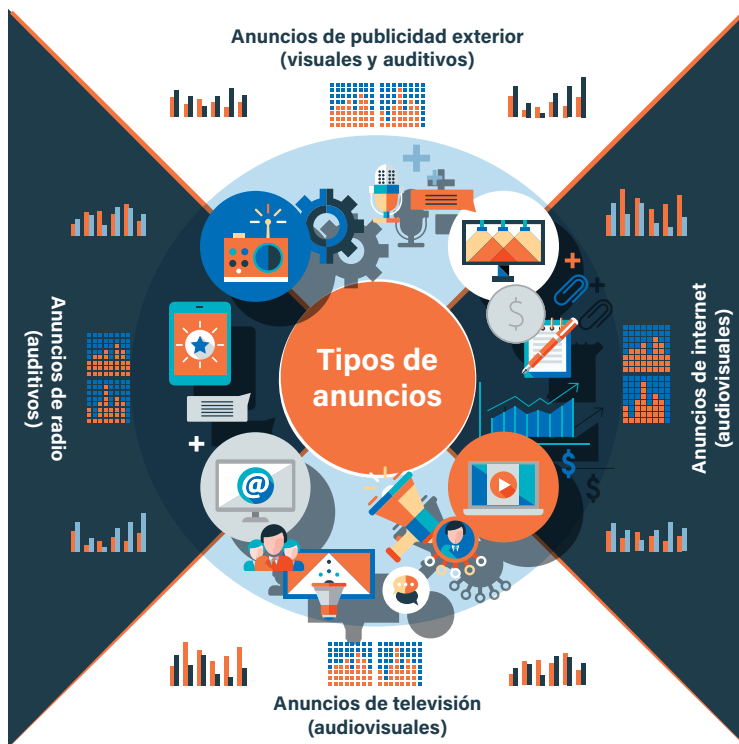 Anuncios de publicidad exterior
(visuales y auditivos)
Anuncios de radio
(auditivos)
Tipos de
anuncios
Anuncios de internet
(audiovisuales)
$
@
$
$
Anuncios de televisión
(audiovisuales)